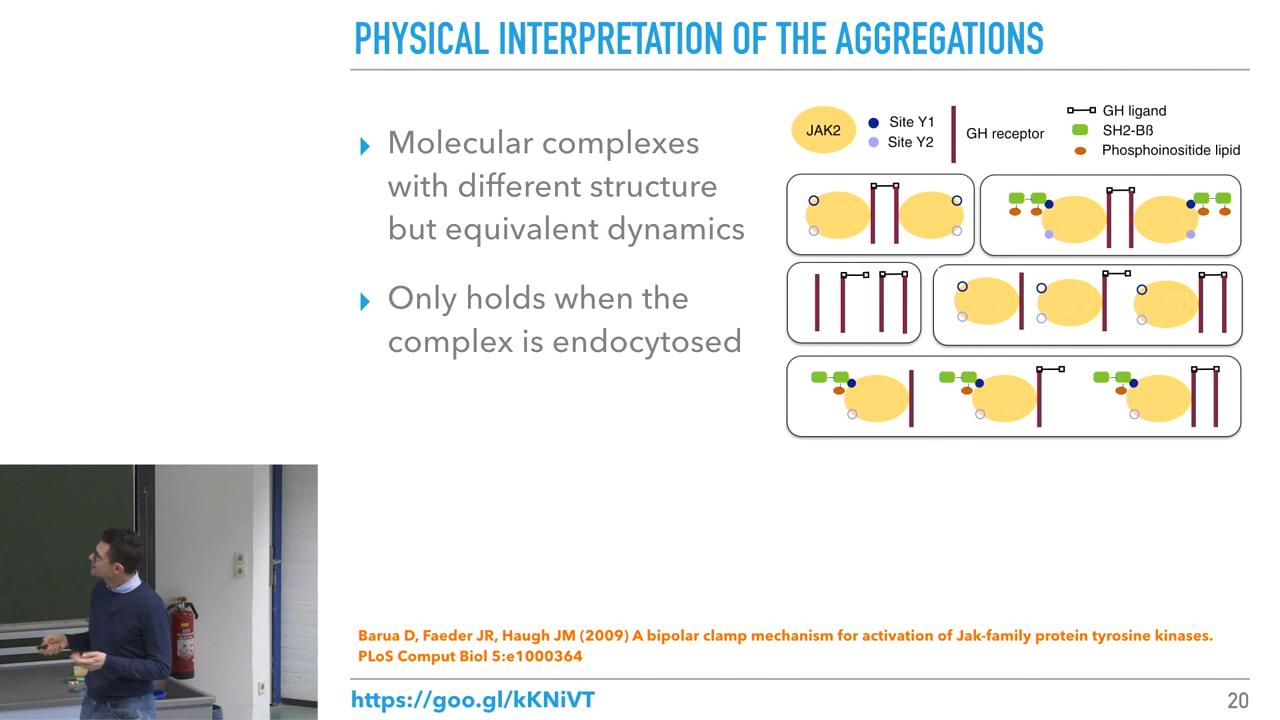 PHYSICAL INTERPRETATION OF THE AGGREGATIONS
Molecular complexes
with different structure
but equivalent dynamics
Only holds when the
complex is endocytosed
JAK2
Site Y1
Site Y2
GH receptor
GH ligand
SH2-Bß
Phosphoinositide lipid
Barua D, Faeder JR, Haugh JM (2009) A bipolar clamp mechanism for activation of Jak-family protein tyrosine kinases.
PLoS Comput Biol 5:e1000364
https://goo.gl/kKNiVT
20